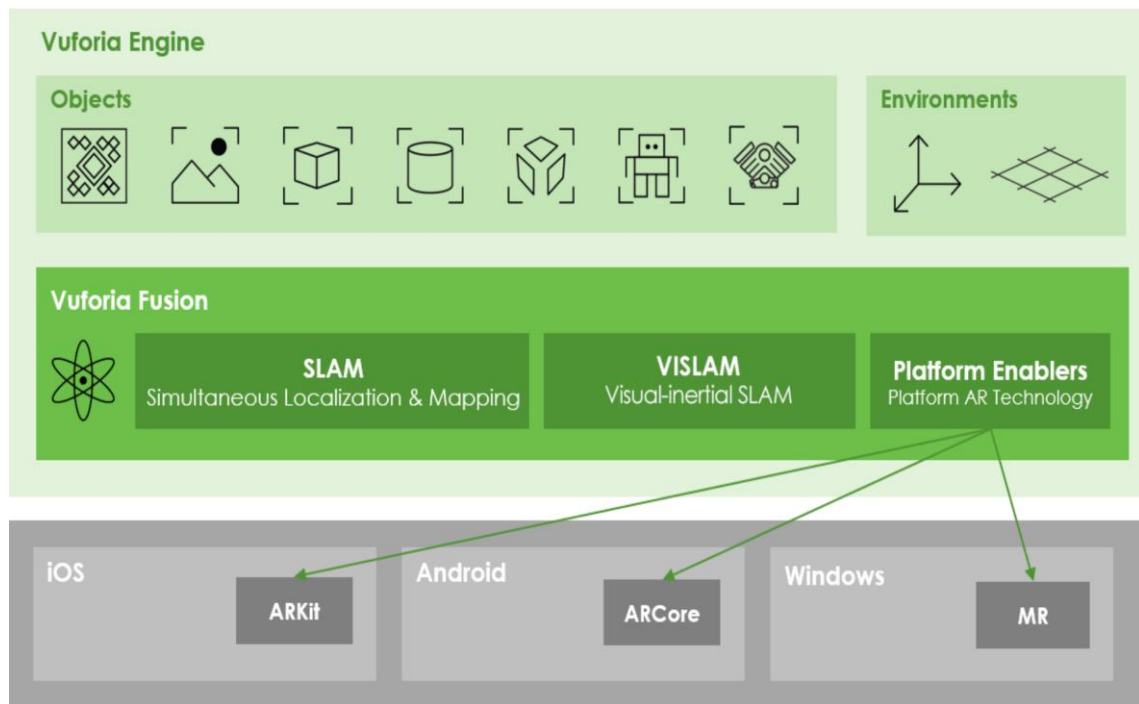 Vuforia Engine
Objects
Environments
Vuforia Fusion
SLAM
Simultaneous Localization & Mapping
VISLAM
Visual-inertial SLAM
Platform Enablers
Platform AR Technology
iOS
ARKit
Android
ARCore
Windows
MR